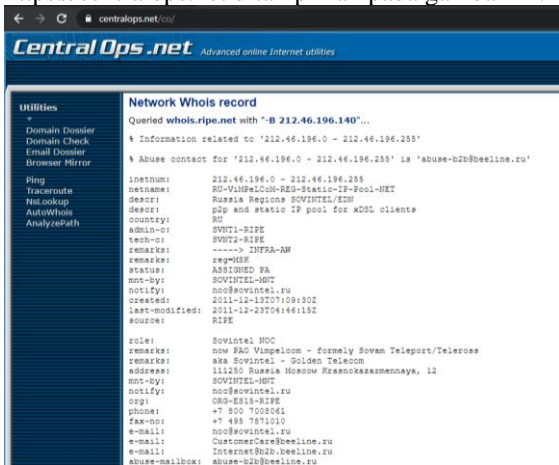 centralops.net/co/
CentralOps.net Advanced online Internet utilities
Utilities
Domain Dossier
Domain Check
Email Dossier
Browser Mirror
Ping
Traceroute
NsLookup
AutoWhois
AnalyzePath
Network Whois record
Queried whois.ripe.net with "-B 212.46.196.140"...
% Information related to '212.46.196.0 - 212.46.196.255'
% Abuse contact for '212.46.196.0 - 212.46.196.255' is 'abuse-b2b@beeline.ru'
inetnum: 212.46.196.0 - 212.46.196.255
netname: RU-ViMPeLCoM-REG-Static-IP-Pool-NET
descr: Russia Regions SOVINTEL/EDN
descr: p2p and static IP pool for xDSL clients
country: RU
admin-c: SVNT1-RIPE
tech-c: SVNT2-RIPE
remarks: -----> INFRA-AW
remarks: reg=MSK
status: ASSIGNED PA
mnt-by: SOVINTEL-MNT
notify: noc@sovintel.ru
created: 2011-12-13T07:09:30Z
last-modified: 2011-12-23T04:46:15Z
source: RIPE
role: Sovintel NOC
remarks: now PAO Vimpelcom - formely Sovam Teleport/Teleross
remarks: aka Sovintel - Golden Telecom
address: 111250 Russia Moscow Krasnokazarmennaya, 12
mnt-by: SOVINTEL-MNT
notify: noc@sovintel.ru
org: ORG-ES15-RIPE
phone: +7 800 7008061
fax-no: +7 495 7871010
e-mail: noc@sovintel.ru
e-mail: CustomerCare@beeline.ru
e-mail: Internet@b2b.beeline.ru
abuse-mailbox: abuse-b2b@beeline.ru